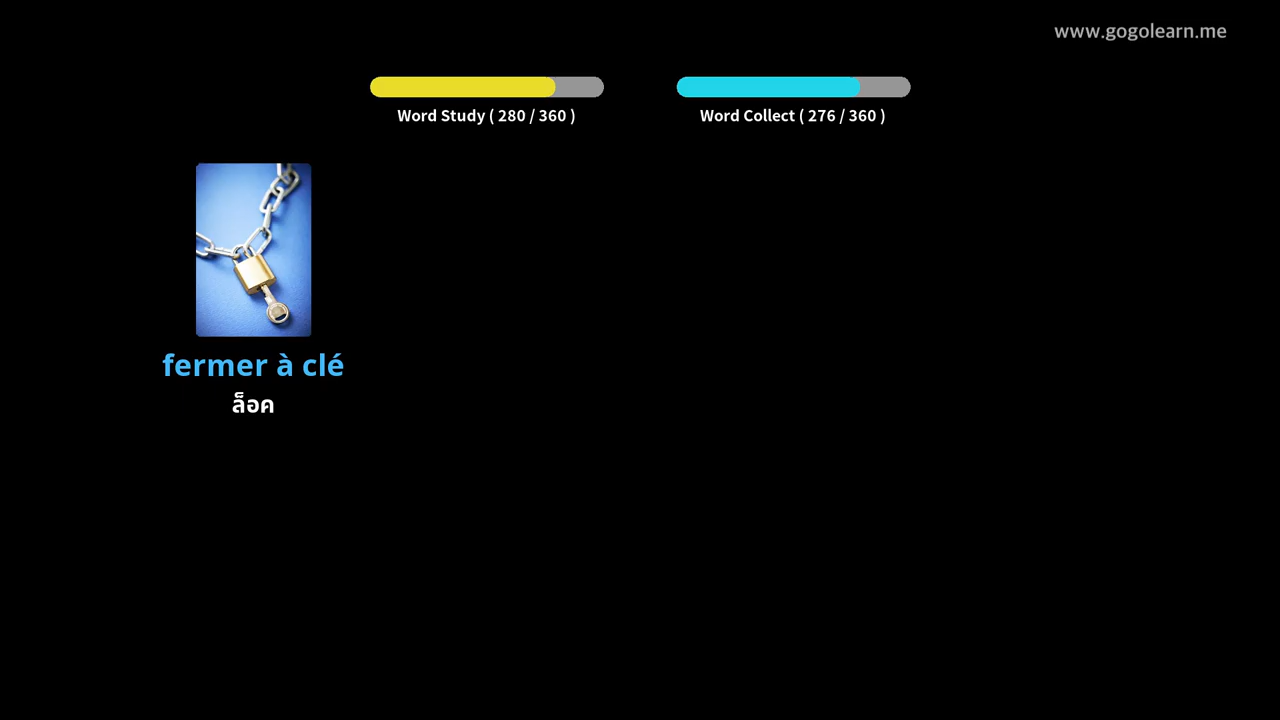 www.gogolearn.me
Word Study ( 280 / 360 )
Word Collect ( 276 / 360 )
fermer à clé
ล็อค